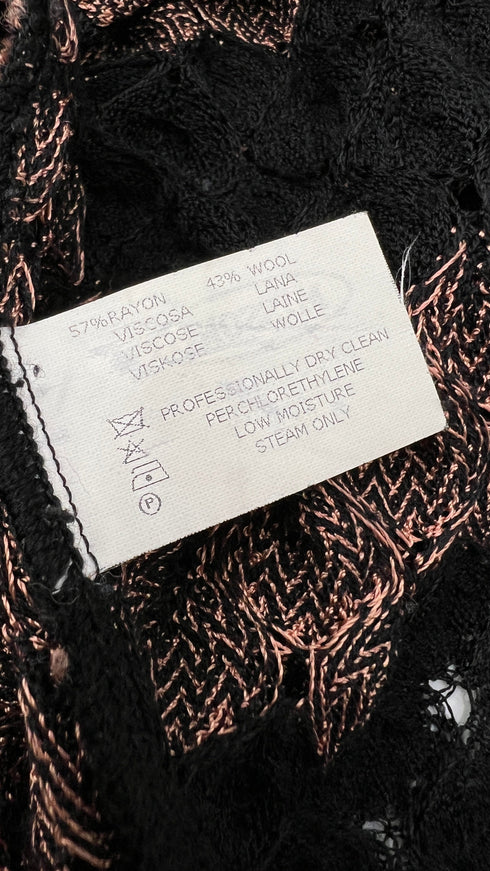 57%RAYON 43% WOOL
VISCOSA LANA
VISCOSE LAINE
VISKOSE WOLLE
PROFESSIONALLY DRY CLEAN
PERCHLORETHYLENE
LOW MOISTURE
STEAM ONLY
P